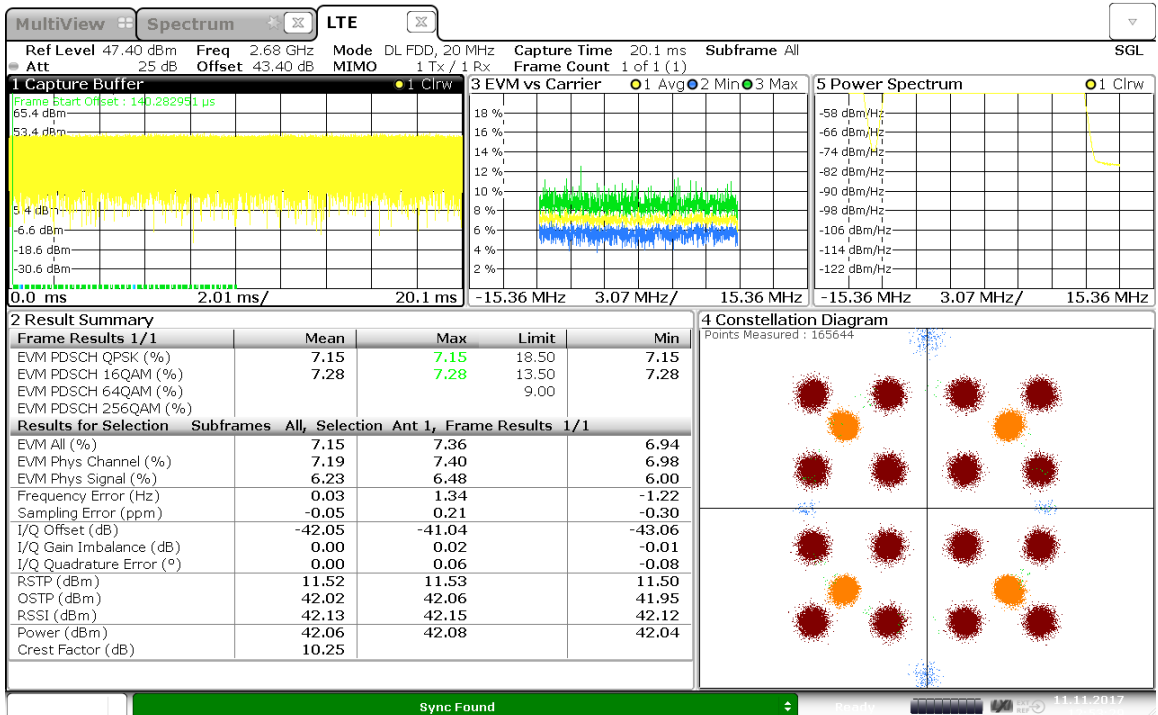 MultiView Spectrum LTE
Ref Level 47.40 dBm Freq 2.68 GHz Mode DL FDD, 20 MHz Capture Time 20.1 ms Subframe All SGL
Att 25 dB Offset 43.40 dB MIMO 1 Tx / 1 Rx Frame Count 1 of 1 (1)
1 Capture Buffer 1 Clrw
Frame Start Offset : 140.282951 µs
65.4 dBm
53.4 dBm
5.4 dBm
-6.6 dBm
-18.6 dBm
-30.6 dBm
0.0 ms 2.01 ms/ 20.1 ms
3 EVM vs Carrier 1 Avg 2 Min 3 Max
18 %
16 %
14 %
12 %
10 %
8 %
6 %
4 %
2 %
-15.36 MHz 3.07 MHz/ 15.36 MHz
5 Power Spectrum 1 Clrw
-58 dBm/Hz
-66 dBm/Hz
-74 dBm/Hz
-82 dBm/Hz
-90 dBm/Hz
-98 dBm/Hz
-106 dBm/Hz
-114 dBm/Hz
-122 dBm/Hz
-15.36 MHz 3.07 MHz/ 15.36 MHz
2 Result Summary
Frame Results 1/1 Mean Max Limit Min
EVM PDSCH QPSK (%) 7.15 7.15 18.50 7.15
EVM PDSCH 16QAM (%) 7.28 7.28 13.50 7.28
EVM PDSCH 64QAM (%) 9.00
EVM PDSCH 256QAM (%)
Results for Selection Subframes All, Selection Ant 1, Frame Results 1/1
EVM All (%) 7.15 7.36 6.94
EVM Phys Channel (%) 7.19 7.40 6.98
EVM Phys Signal (%) 6.23 6.48 6.00
Frequency Error (Hz) 0.03 1.34 -1.22
Sampling Error (ppm) -0.05 0.21 -0.30
I/Q Offset (dB) -42.05 -41.04 -43.06
I/Q Gain Imbalance (dB) 0.00 0.02 -0.01
I/Q Quadrature Error (°) 0.00 0.06 -0.08
RSTP (dBm) 11.52 11.53 11.50
OSTP (dBm) 42.02 42.06 41.95
RSSI (dBm) 42.13 42.15 42.12
Power (dBm) 42.06 42.08 42.04
Crest Factor (dB) 10.25
4 Constellation Diagram
Points Measured : 165644
Sync Found
Ready
LXI
EXT REF
11.11.2017